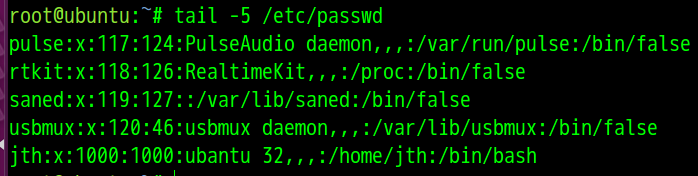 root@ubuntu:~# tail -5 /etc/passwd
pulse:x:117:124:PulseAudio daemon,,,:/var/run/pulse:/bin/false
rtkit:x:118:126:RealtimeKit,,,:/proc:/bin/false
saned:x:119:127::/var/lib/saned:/bin/false
usbmux:x:120:46:usbmux daemon,,,:/var/lib/usbmux:/bin/false
jth:x:1000:1000:ubantu 32,,,:/home/jth:/bin/bash